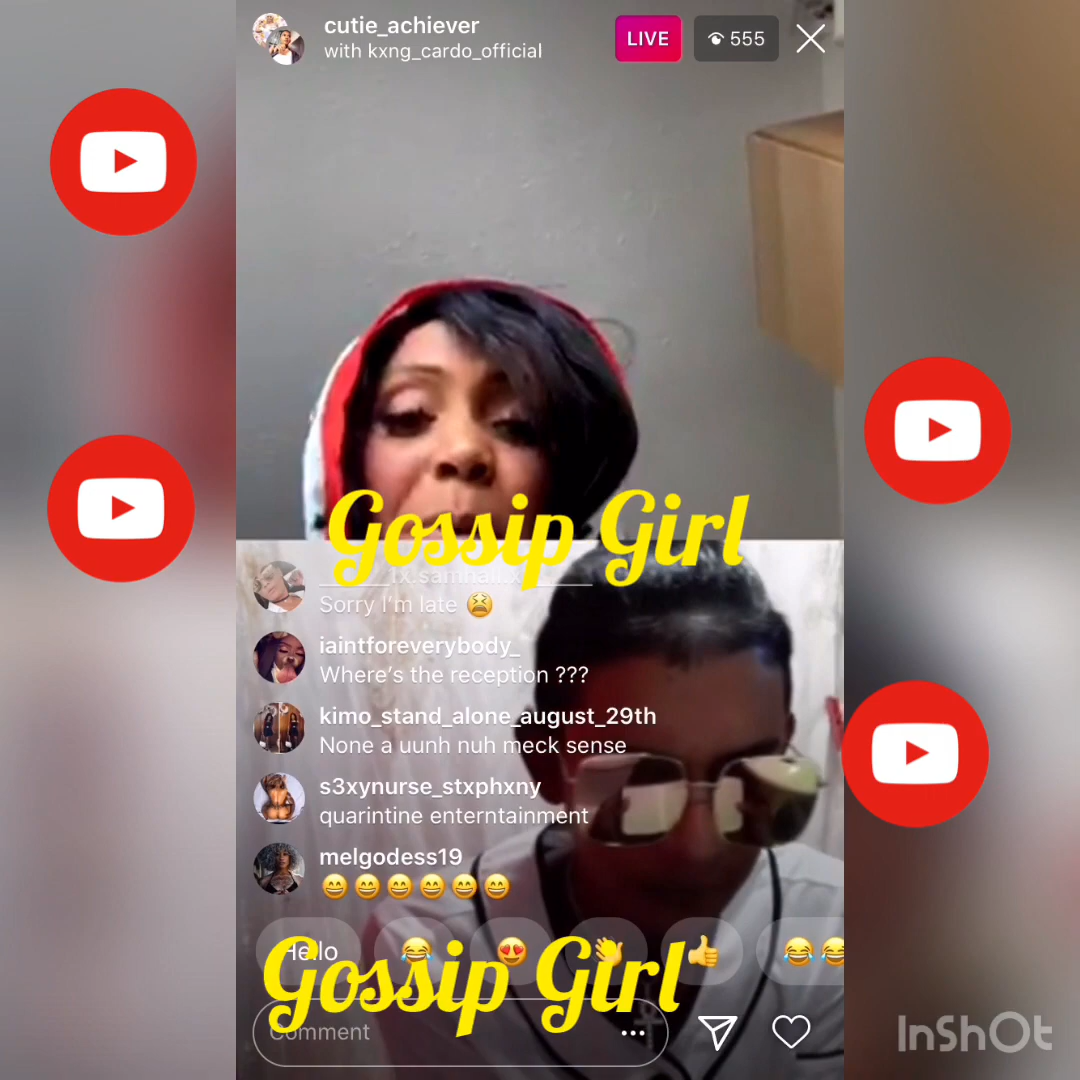 cutie_achiever
with kxng_cardo_official
LIVE
555
Gossip Girl
Sorry I'm late 😫
iaintforeverybody_
Where's the reception ???
kimo_stand_alone_august_29th
None a uunh nuh meck sense
s3xynurse_stxphxny
quarintine enterntainment
melgodess19
😄😄😄😄😄😄
Hello 😂 😍 👏 👍 😂😂
Gossip Girl
Comment
InShOt